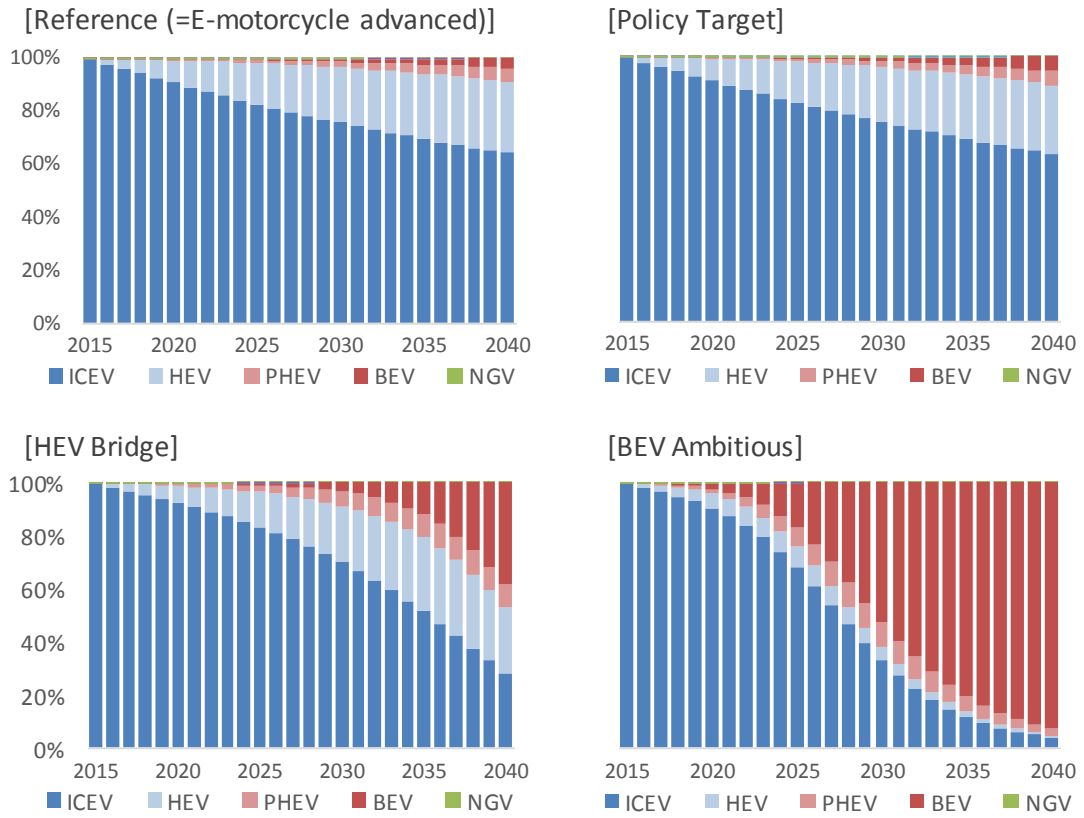 [Reference (=E-motorcycle advanced)]
100%
80%
60%
40%
20%
0%
2015 2020 2025 2030 2035 2040
ICEV HEV PHEV BEV NGV
[Policy Target]
2015 2020 2025 2030 2035 2040
ICEV HEV PHEV BEV NGV
[HEV Bridge]
100%
80%
60%
40%
20%
0%
2015 2020 2025 2030 2035 2040
ICEV HEV PHEV BEV NGV
[BEV Ambitious]
2015 2020 2025 2030 2035 2040
ICEV HEV PHEV BEV NGV